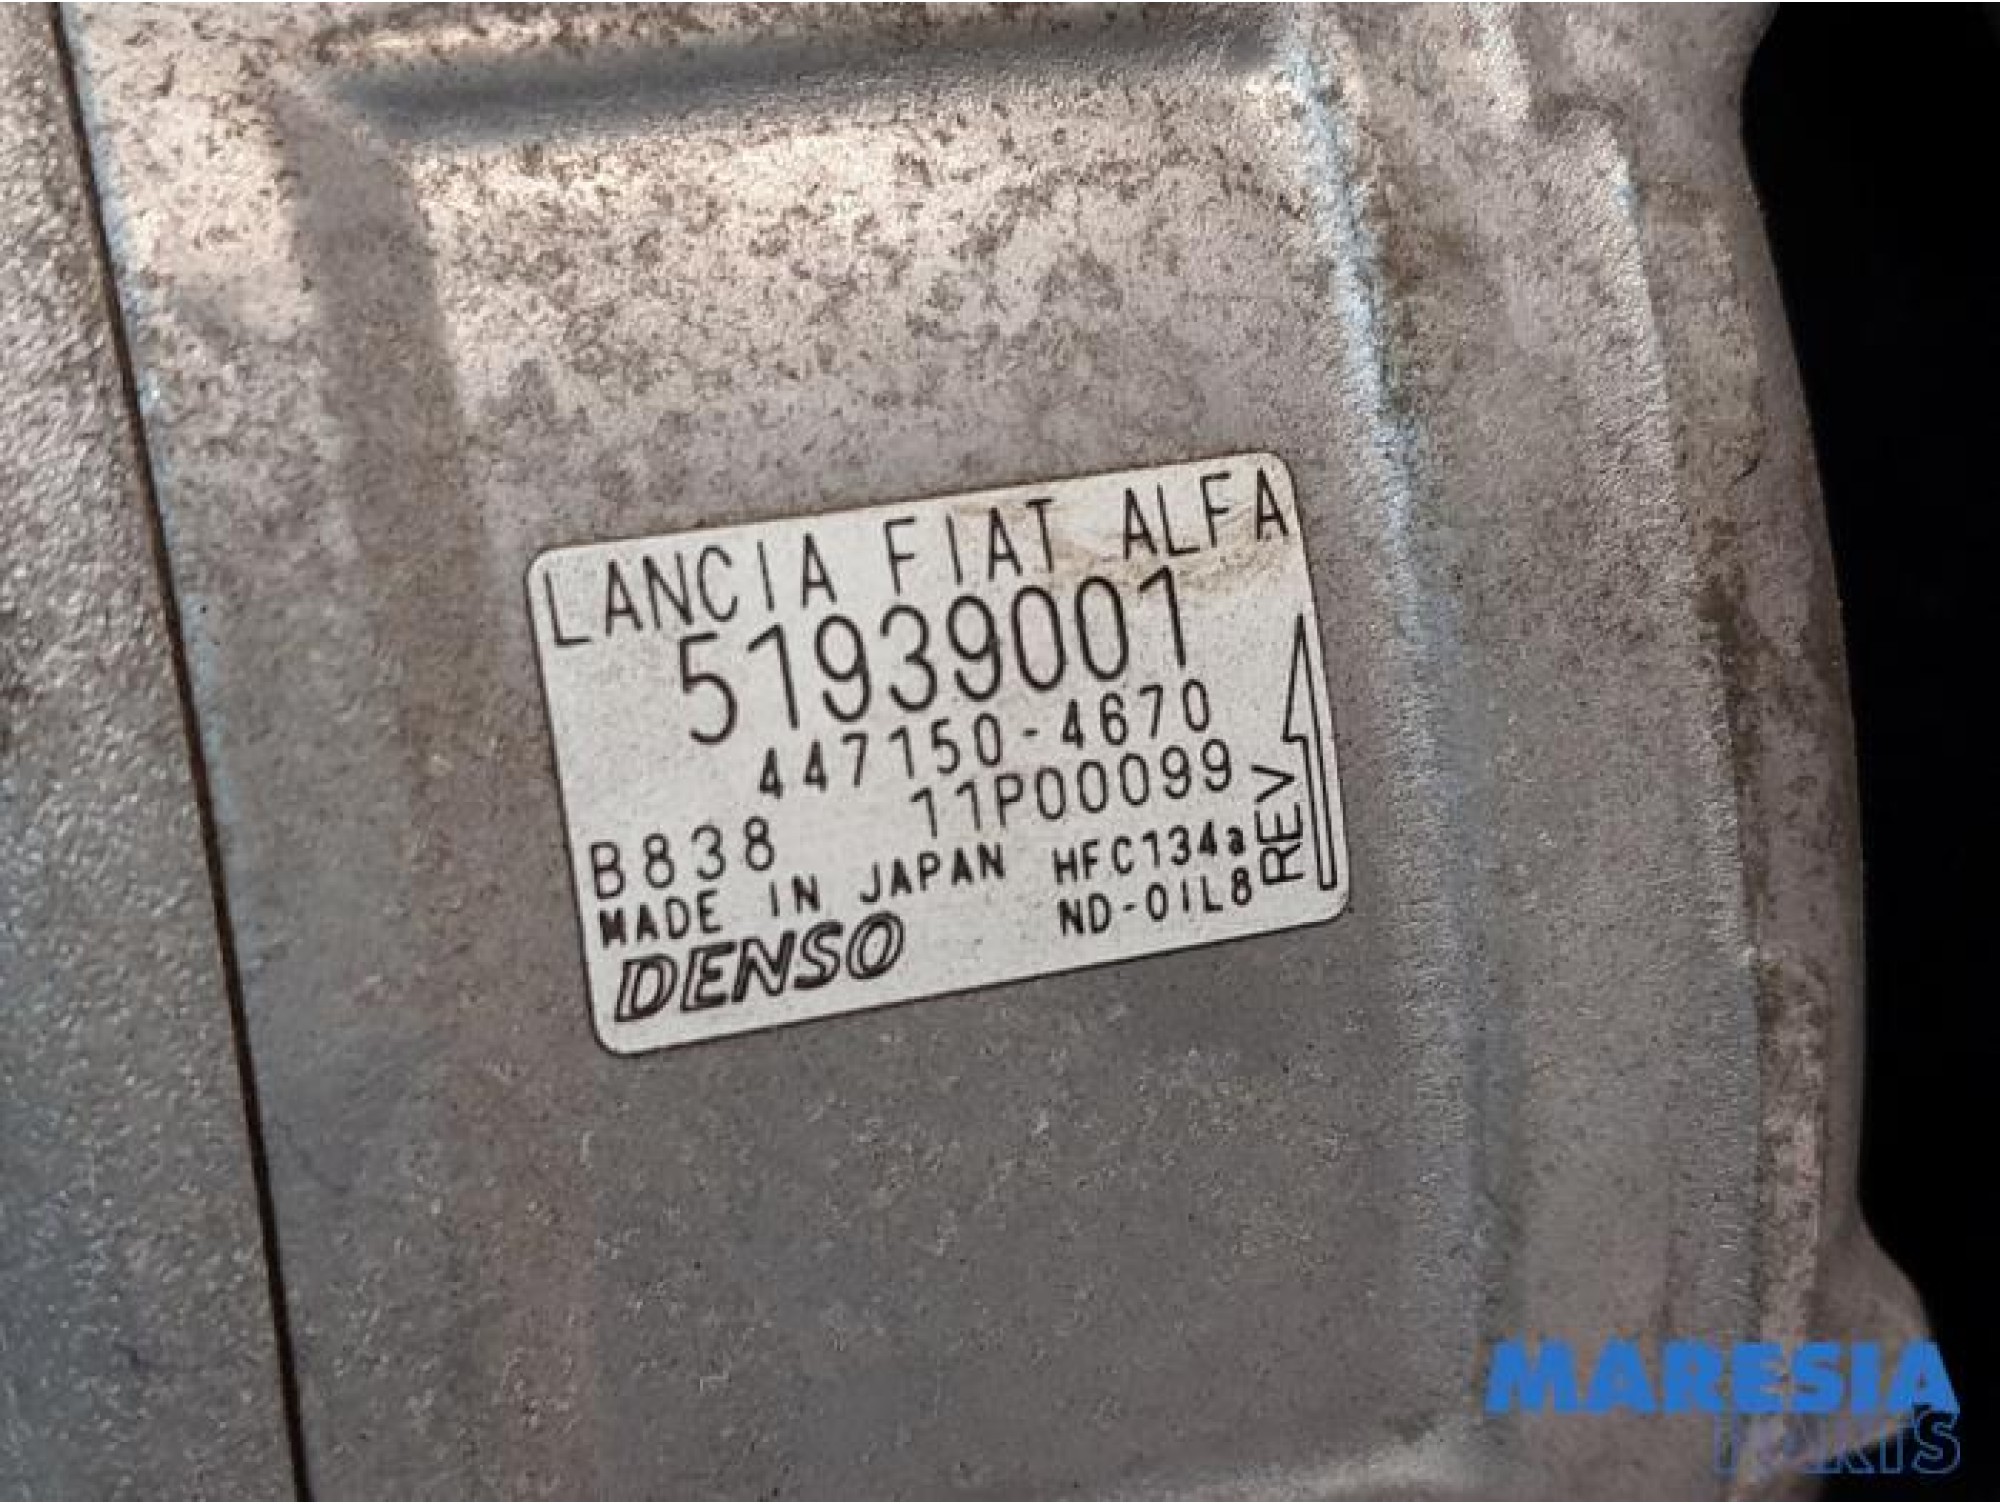 LANCIA FIAT ALFA
51939001
447150-4670
B838 11P00099
MADE IN JAPAN HFC134a
DENSO ND-OIL8
REV
MARESIA
PARTS